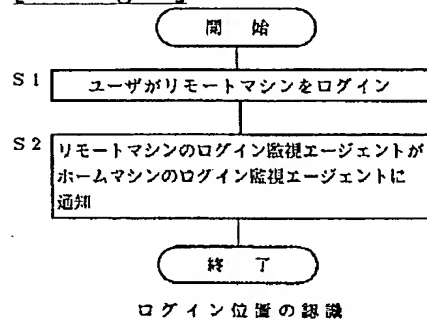 開 始
S1 ユーザがリモートマシンをログイン
S2 リモートマシンのログイン監視エージェントが
ホームマシンのログイン監視エージェントに
通知
終 了
ログイン位置の認識